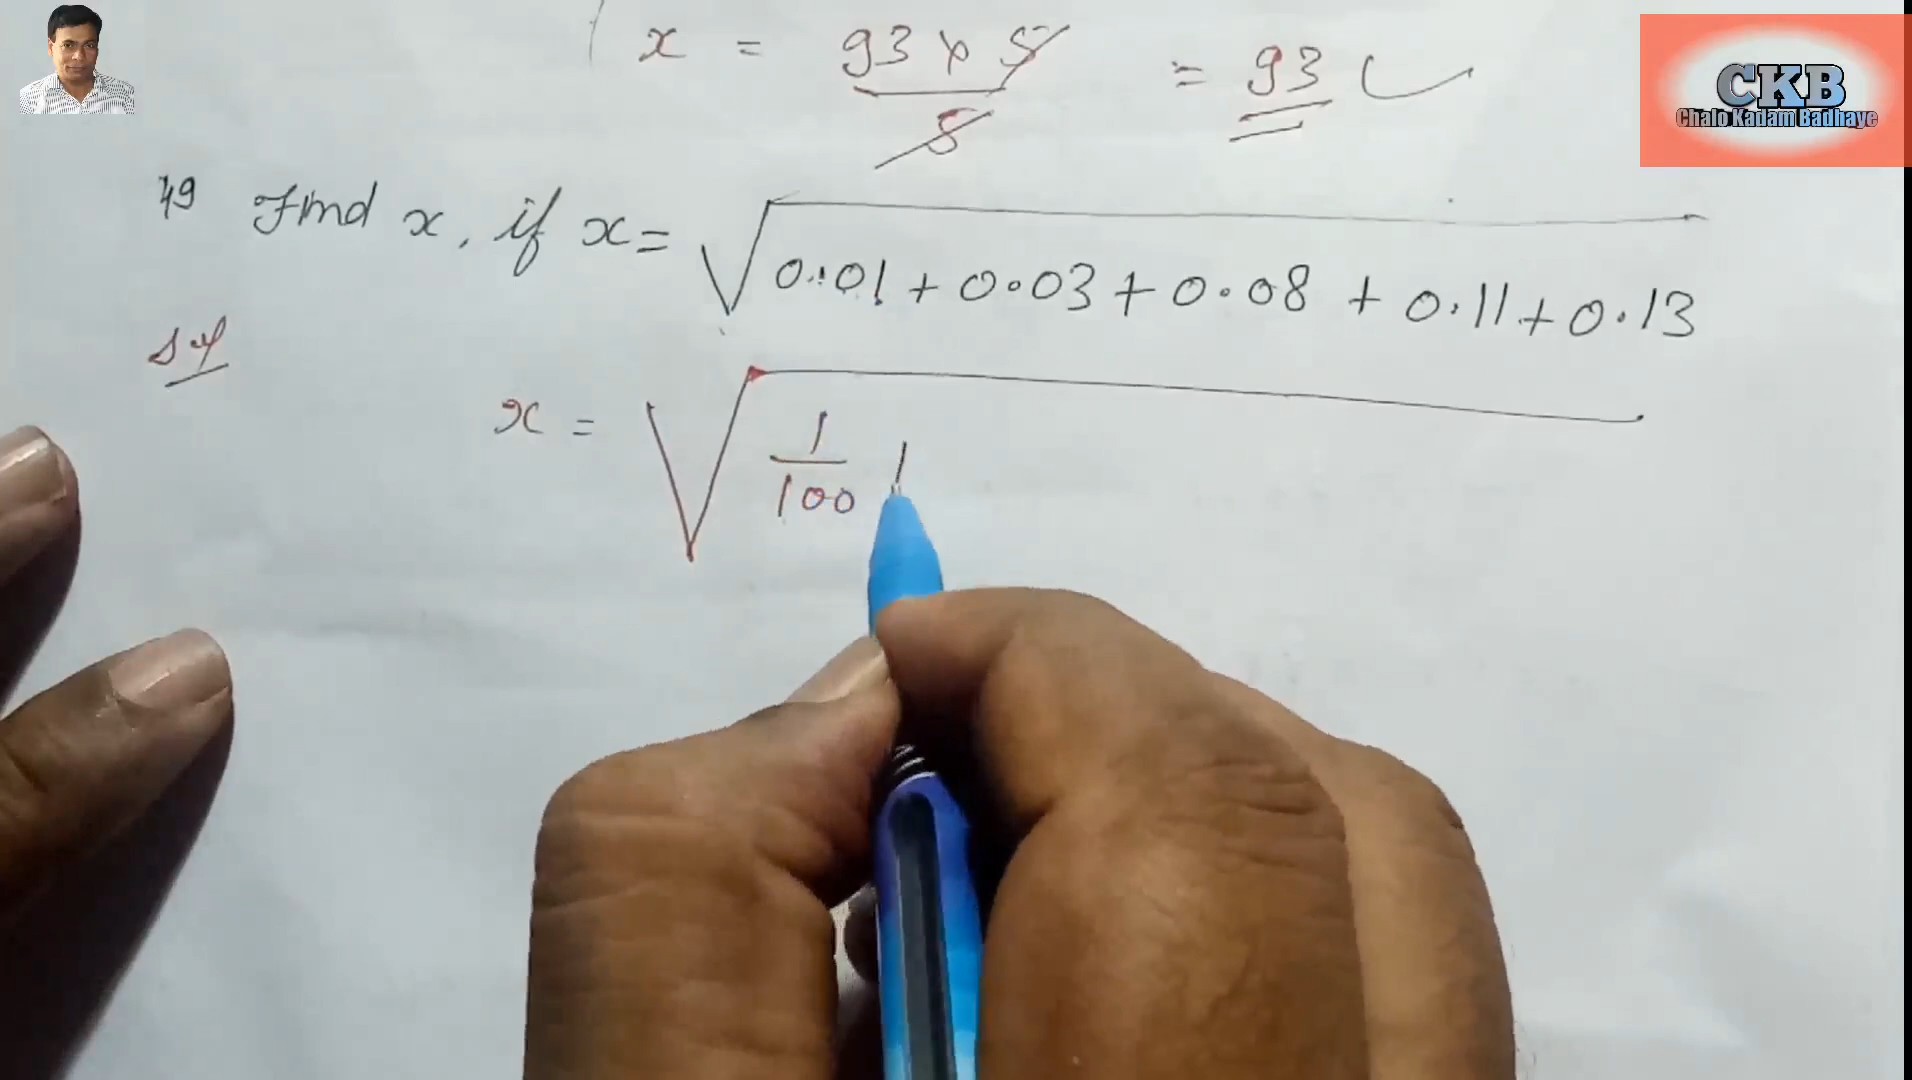 x = 93 × 5 / 5 = 93
CKB
Chalo Kadam Badhaye
49 Find x, if x = √0.01 + 0.03 + 0.08 + 0.11 + 0.13
Sol
x = √1/100